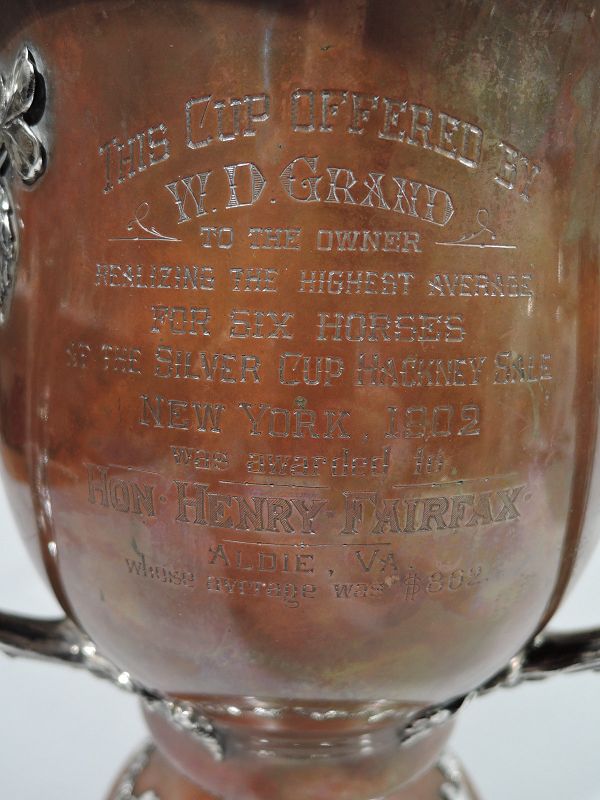 THIS CUP OFFERED BY
W.D. GRAND
TO THE OWNER
REALIZING THE HIGHEST AVERAGE
FOR SIX HORSES
AT THE SILVER CUP HACKNEY SALE
NEW YORK, 1902
was awarded to.
HON· HENRY· FAIRFAX·
ALDIE, VA.
whose average was $802.